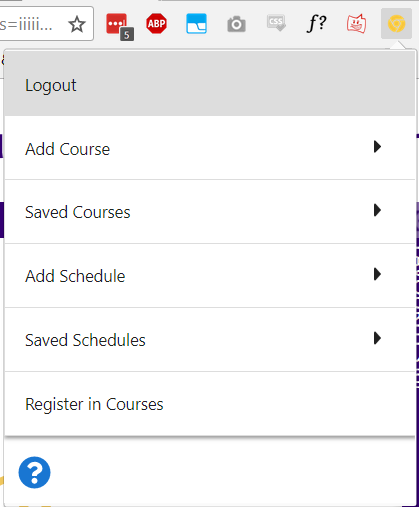 s=iiiii...
5
ABP
CSS
f?
Logout
Add Course
Saved Courses
Add Schedule
Saved Schedules
Register in Courses
?